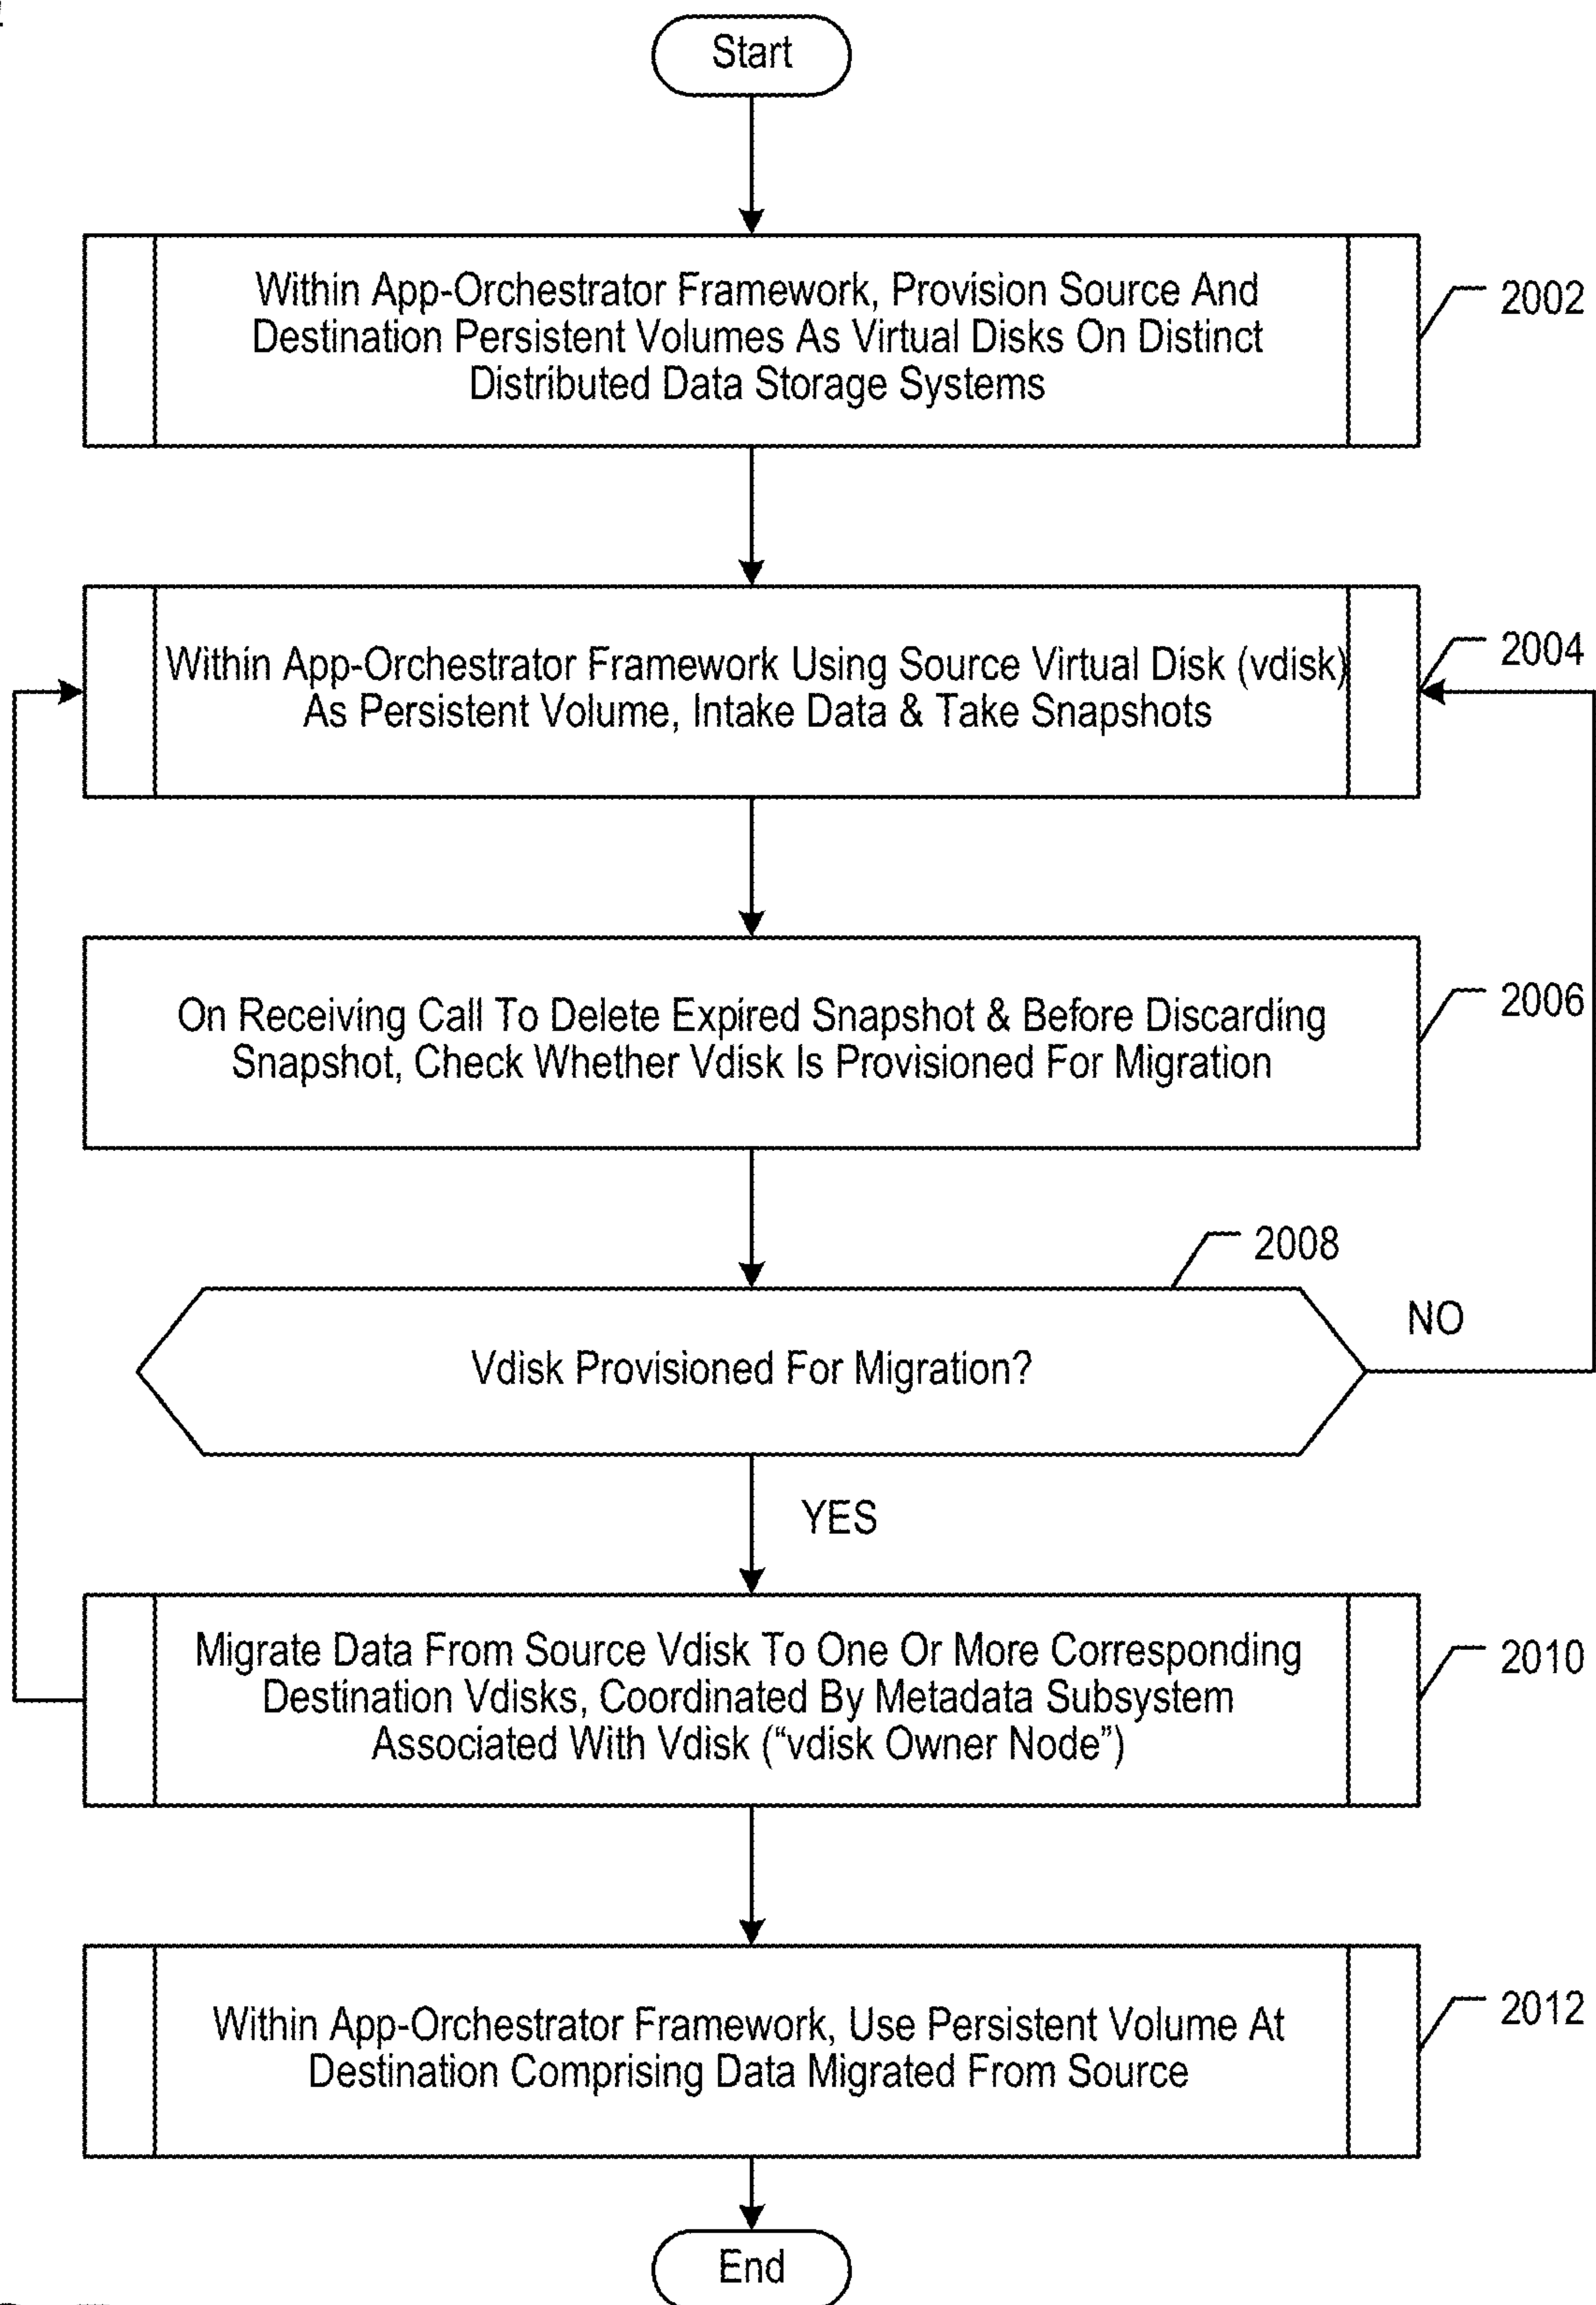 Start
Within App-Orchestrator Framework, Provision Source And
Destination Persistent Volumes As Virtual Disks On Distinct
Distributed Data Storage Systems
2002
Within App-Orchestrator Framework Using Source Virtual Disk (vdisk)
As Persistent Volume, Intake Data & Take Snapshots
2004
On Receiving Call To Delete Expired Snapshot & Before Discarding
Snapshot, Check Whether Vdisk Is Provisioned For Migration
2006
2008
Vdisk Provisioned For Migration?
NO
YES
Migrate Data From Source Vdisk To One Or More Corresponding
Destination Vdisks, Coordinated By Metadata Subsystem
Associated With Vdisk (“vdisk Owner Node”)
2010
Within App-Orchestrator Framework, Use Persistent Volume At
Destination Comprising Data Migrated From Source
2012
End